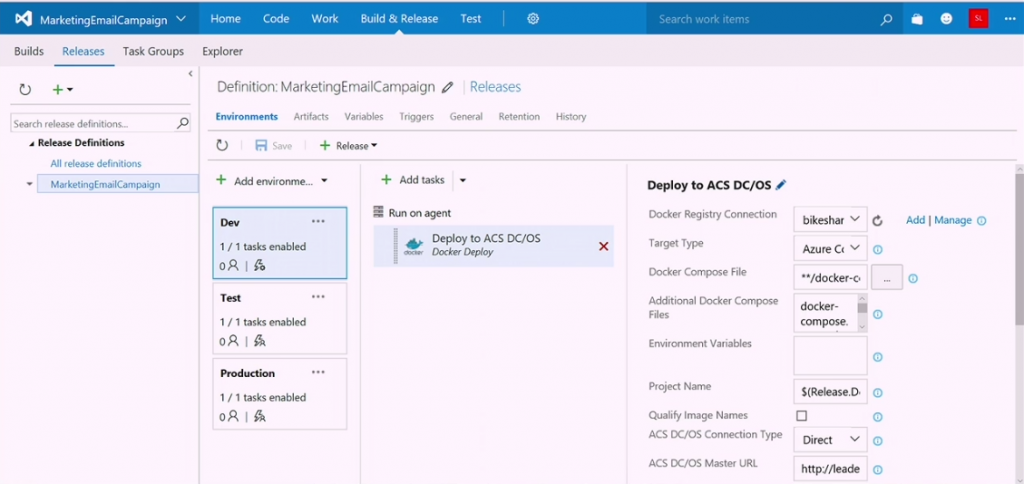 MarketingEmailCampaign
Home Code Work Build & Release Test
Search work items
SL
Builds Releases Task Groups Explorer
Search release definitions...
Release Definitions
All release definitions
MarketingEmailCampaign
Definition: MarketingEmailCampaign | Releases
Environments Artifacts Variables Triggers General Retention History
Save
Release
Add environme...
Dev
1 / 1 tasks enabled
0
Test
1 / 1 tasks enabled
0
Production
1 / 1 tasks enabled
0
Add tasks
Run on agent
docker
Deploy to ACS DC/OS
Docker Deploy
Deploy to ACS DC/OS
Docker Registry Connection
bikeshar
Add | Manage
Target Type
Azure Co
Docker Compose File
**/docker-c
...
Additional Docker Compose
Files
docker-
compose.
Environment Variables
Project Name
$(Release.D
Qualify Image Names
ACS DC/OS Connection Type
Direct
ACS DC/OS Master URL
http://leade